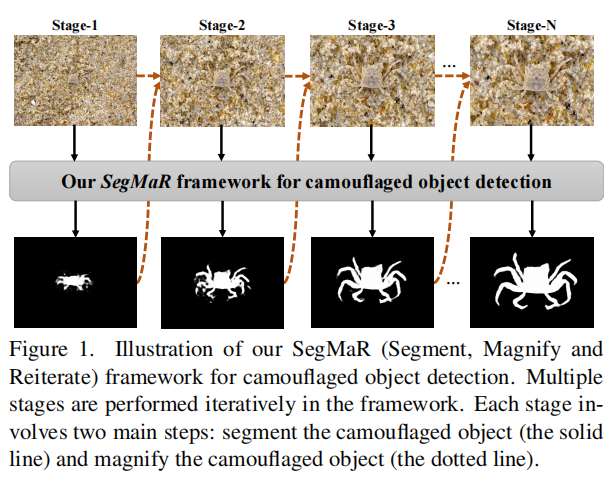 Stage-1 Stage-2 Stage-3 Stage-N
...
Our SegMaR framework for camouflaged object detection
...
Figure 1. Illustration of our SegMaR (Segment, Magnify and
Reiterate) framework for camouflaged object detection. Multiple
stages are performed iteratively in the framework. Each stage in-
volves two main steps: segment the camouflaged object (the solid
line) and magnify the camouflaged object (the dotted line).